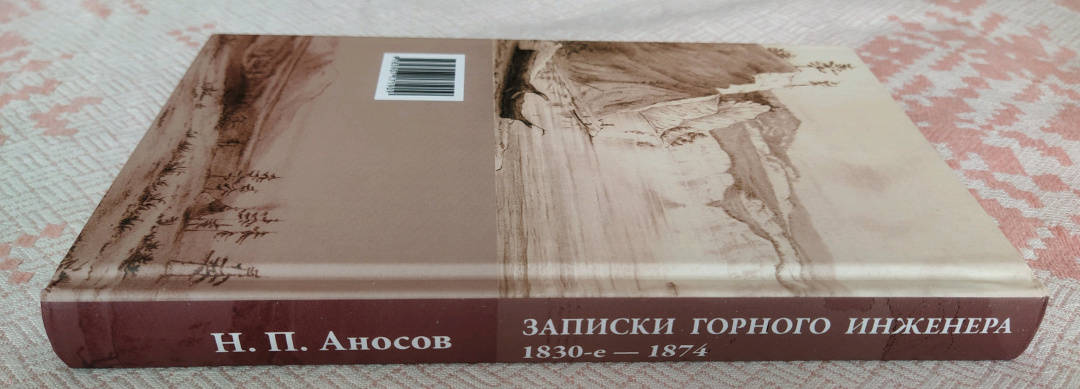 Н. П. Аносов
ЗАПИСКИ ГОРНОГО ИНЖЕНЕРА
1830-е — 1874